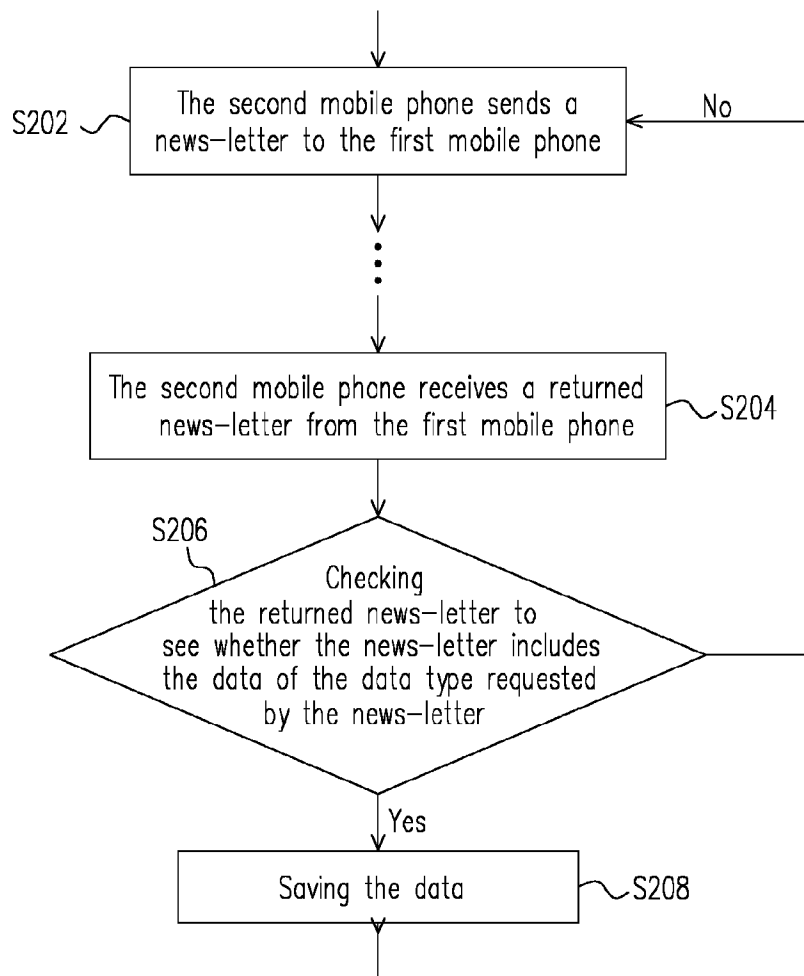 The second mobile phone sends a
news-letter to the first mobile phone
S202
No
The second mobile phone receives a returned
news-letter from the first mobile phone
S204
S206
Checking
the returned news-letter to
see whether the news-letter includes
the data of the data type requested
by the news-letter
Yes
Saving the data
S208